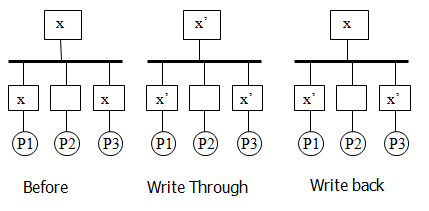 x x' x
x x x' x' x' x'
P1 P2 P3 P1 P2 P3 P1 P2 P3
Before Write Through Write back